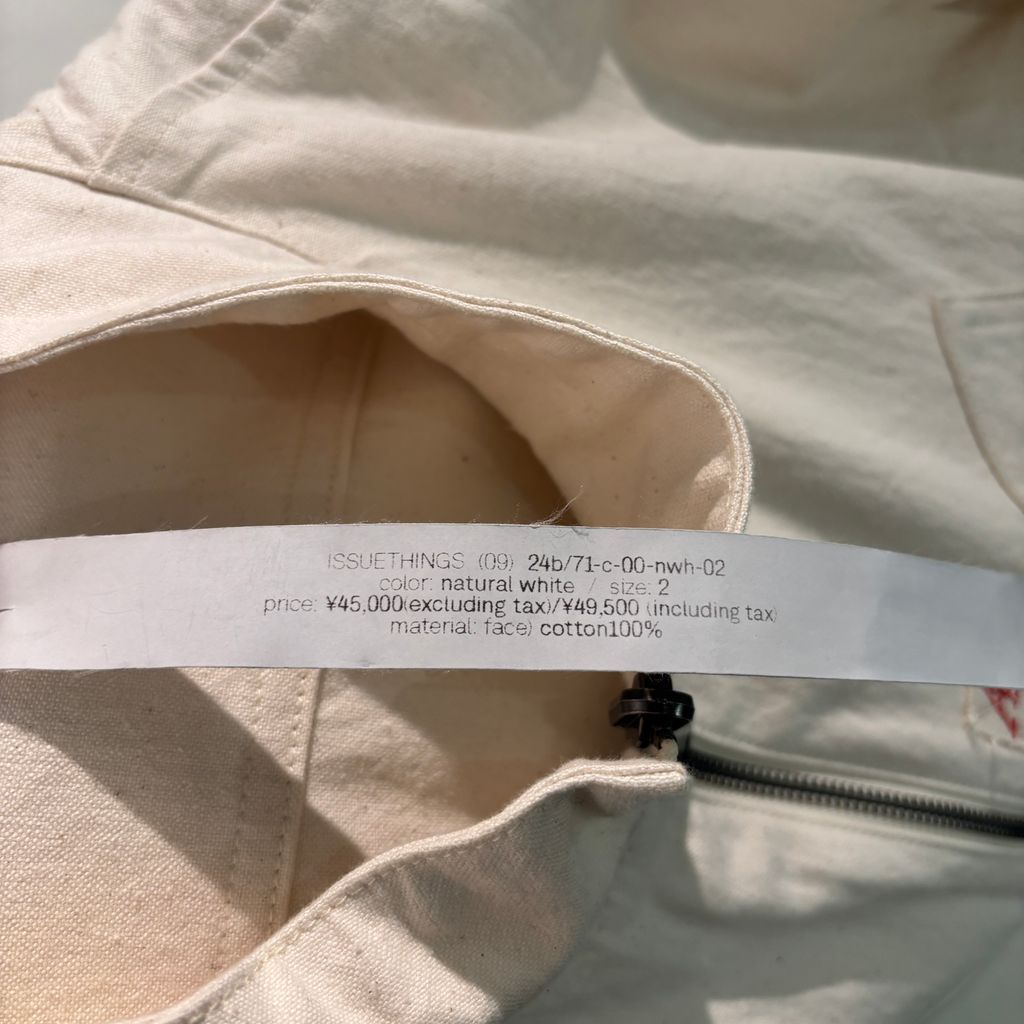 ISSUETHINGS (09) 24b/71-c-00-nwh-02
color: natural white / size: 2
price: ¥45,000(excluding tax)/¥49,500 (including tax)
material: face) cotton100%